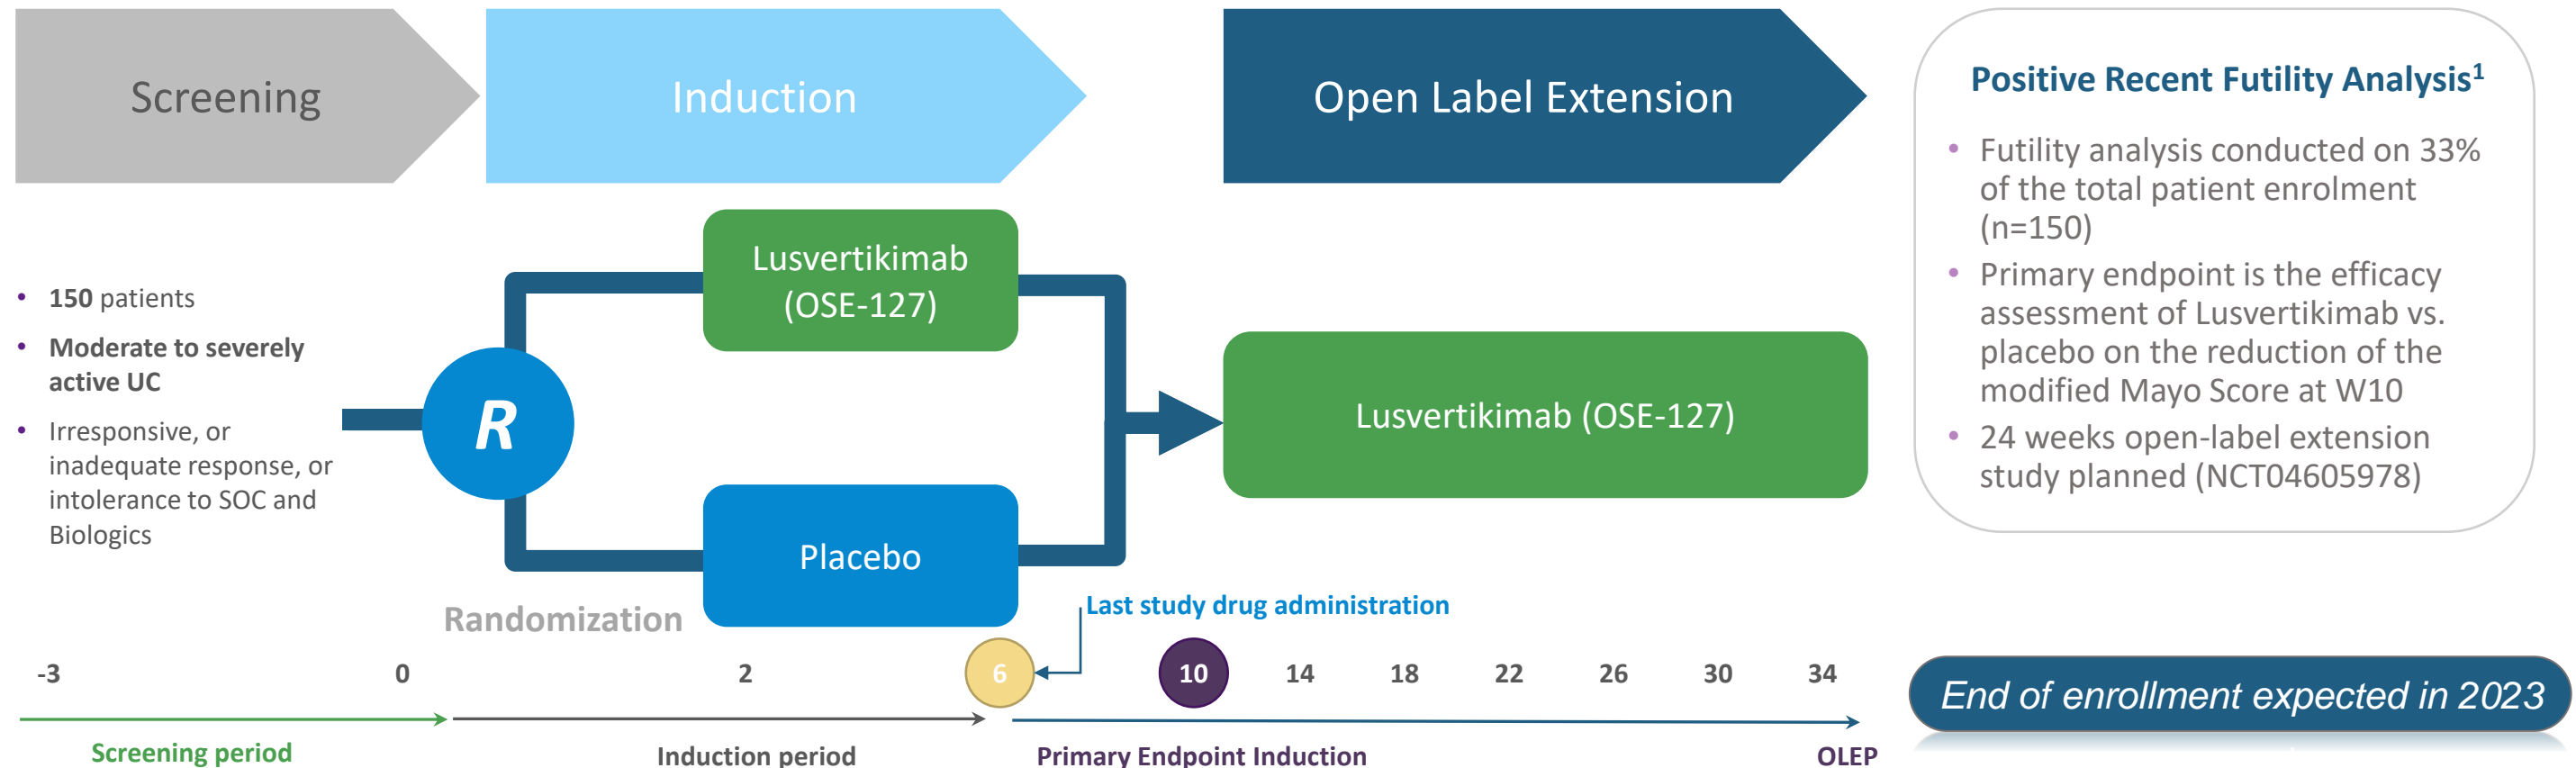 Screening
Induction
Open Label Extension
• 150 patients
• Moderate to severely
active UC
• Irresponsive, or
inadequate response, or
intolerance to SOC and
Biologics
R
Lusvertikimab
(OSE-127)
Placebo
Lusvertikimab (OSE-127)
Randomization
Last study drug administration
-3 0 2 6 10 14 18 22 26 30 34
Screening period
Induction period
Primary Endpoint Induction
OLEP
Positive Recent Futility Analysis¹
• Futility analysis conducted on 33%
of the total patient enrolment
(n=150)
• Primary endpoint is the efficacy
assessment of Lusvertikimab vs.
placebo on the reduction of the
modified Mayo Score at W10
• 24 weeks open-label extension
study planned (NCT04605978)
End of enrollment expected in 2023